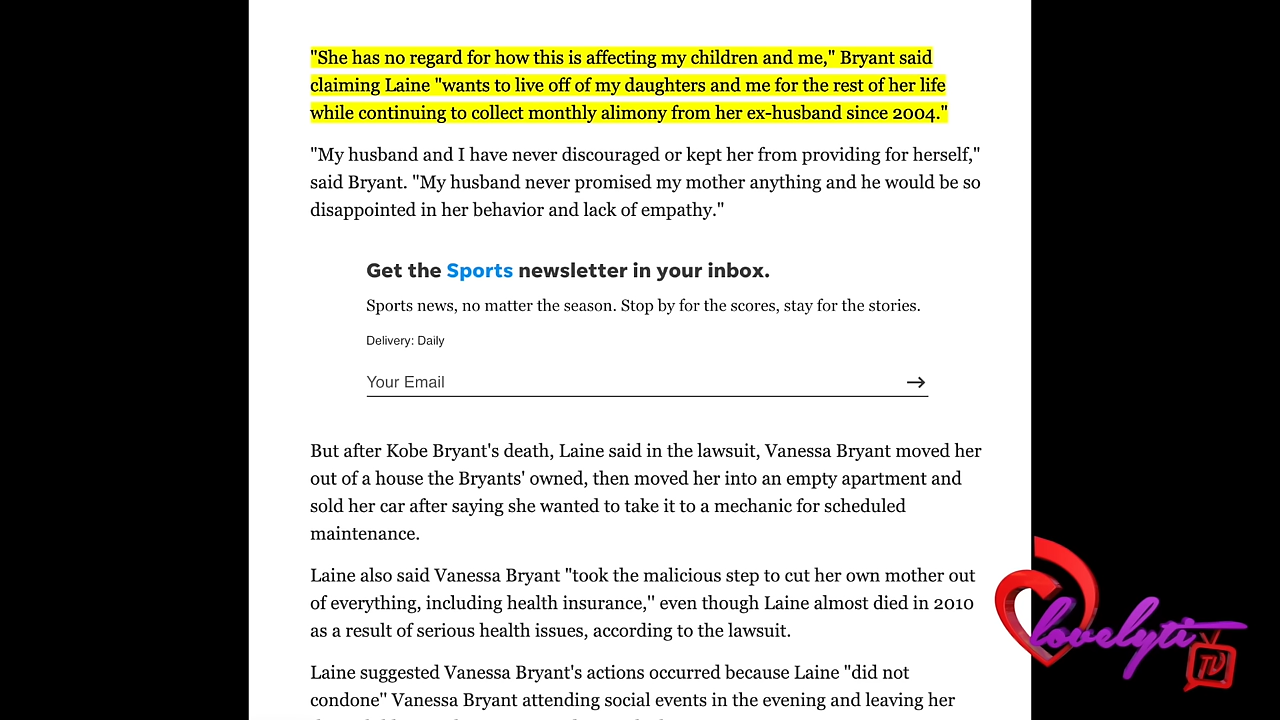 "She has no regard for how this is affecting my children and me," Bryant said
claiming Laine "wants to live off of my daughters and me for the rest of her life
while continuing to collect monthly alimony from her ex-husband since 2004."
"My husband and I have never discouraged or kept her from providing for herself,"
said Bryant. "My husband never promised my mother anything and he would be so
disappointed in her behavior and lack of empathy."
Get the Sports newsletter in your inbox.
Sports news, no matter the season. Stop by for the scores, stay for the stories.
Delivery: Daily
Your Email
But after Kobe Bryant's death, Laine said in the lawsuit, Vanessa Bryant moved her
out of a house the Bryants' owned, then moved her into an empty apartment and
sold her car after saying she wanted to take it to a mechanic for scheduled
maintenance.
Laine also said Vanessa Bryant "took the malicious step to cut her own mother out
of everything, including health insurance," even though Laine almost died in 2010
as a result of serious health issues, according to the lawsuit.
Laine suggested Vanessa Bryant's actions occurred because Laine "did not
condone" Vanessa Bryant attending social events in the evening and leaving her
lovelyti
TV